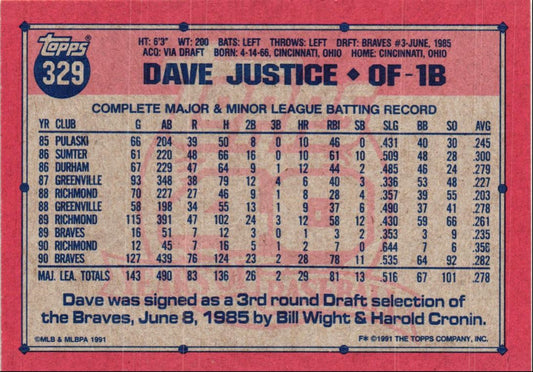 Topps®
329
HT: 6'3" WT: 200 BATS: LEFT THROWS: LEFT DRFT: BRAVES #3-JUNE, 1985
ACQ: VIA DRAFT BORN: 4-14-66, CINCINNATI, OHIO HOME: CINCINNATI, OHIO
DAVE JUSTICE ◆ OF-1B
COMPLETE MAJOR & MINOR LEAGUE BATTING RECORD
YR CLUB G AB R H 2B 3B HR RBI SB SLG BB SO AVG
85 PULASKI 66 204 39 50 8 0 10 46 0 .431 40 30 .245
86 SUMTER 61 220 48 66 16 0 10 61 10 .509 48 28 .300
86 DURHAM 67 229 47 64 9 1 12 44 2 .485 46 24 .279
87 GREENVILLE 93 348 38 79 12 4 6 40 3 .336 53 48 .227
88 RICHMOND 70 227 27 46 9 1 8 28 4 .357 39 55 .203
88 GREENVILLE 58 198 34 55 13 1 9 37 6 .490 37 41 .278
89 RICHMOND 115 391 47 102 24 3 12 58 12 .430 59 66 .261
89 BRAVES 16 51 7 12 3 0 1 3 2 .353 3 9 .235
90 RICHMOND 12 45 7 16 5 1 2 7 0 .644 7 6 .356
90 BRAVES 127 439 76 124 23 2 28 78 11 .535 64 92 .282
MAJ. LEA. TOTALS 143 490 83 136 26 2 29 81 13 .516 67 101 .278
Dave was signed as a 3rd round Draft selection of
the Braves, June 8, 1985 by Bill Wight & Harold Cronin.
©MLB & MLBPA 1991 F* ©1991 THE TOPPS COMPANY, INC.